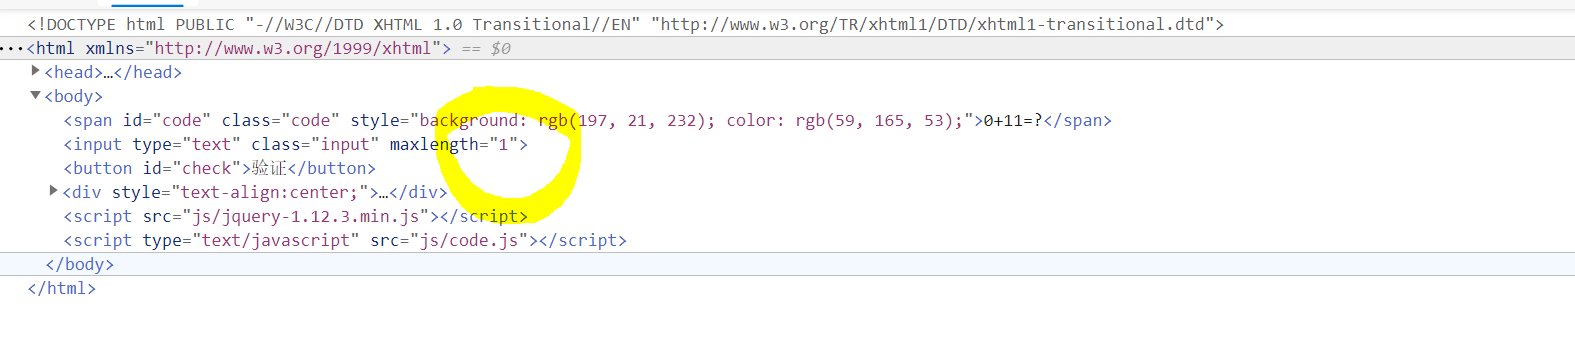 <!DOCTYPE html PUBLIC "-//W3C//DTD XHTML 1.0 Transitional//EN" "http://www.w3.org/TR/xhtml1/DTD/xhtml1-transitional.dtd">
···<html xmlns="http://www.w3.org/1999/xhtml"> == $0
<head>…</head>
<body>
<span id="code" class="code" style="background: rgb(197, 21, 232); color: rgb(59, 165, 53);">0+11=?</span>
<input type="text" class="input" maxlength="1">
<button id="check">验证</button>
<div style="text-align:center;">…</div>
<script src="js/jquery-1.12.3.min.js"></script>
<script type="text/javascript" src="js/code.js"></script>
</body>
</html>